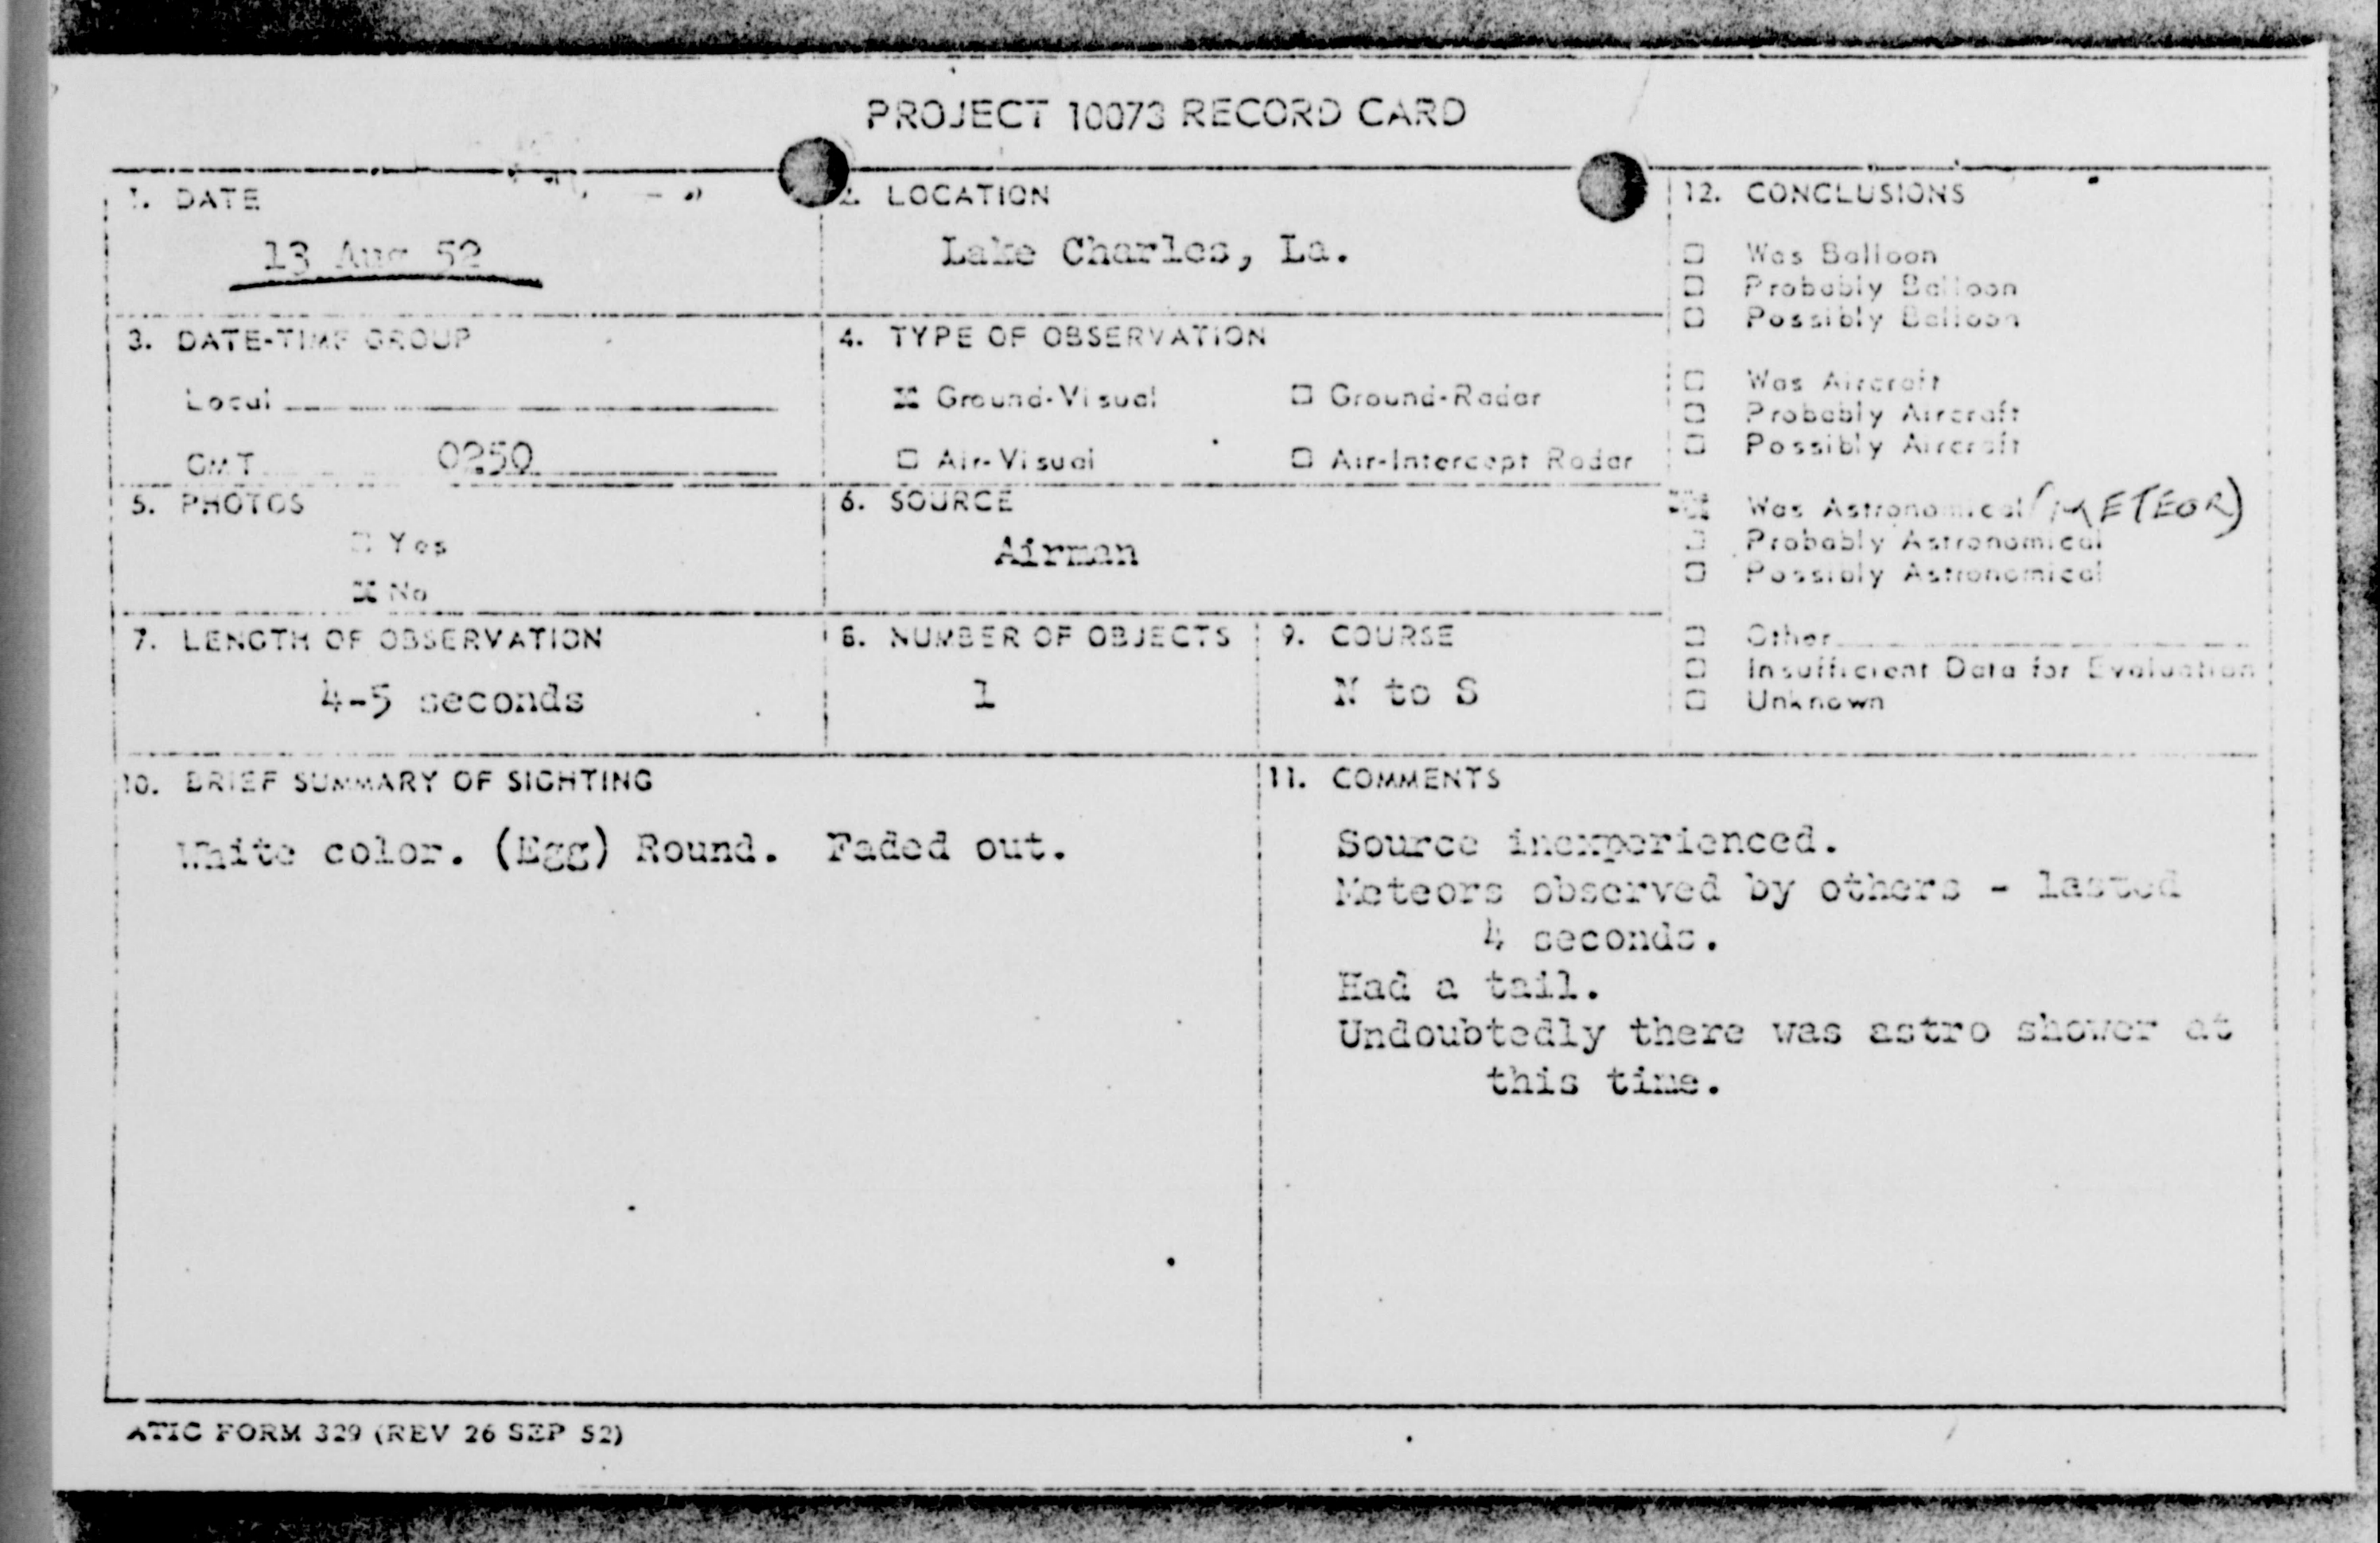 PROJECT 10073 RECORD CARD
1. DATE
13 Aug 52
2. LOCATION
Lake Charles, La.
3. DATE-TIME GROUP
Local
GMT 0250
4. TYPE OF OBSERVATION
Ground-Visual
Ground-Radar
Air-Visual
Air-Intercept Radar
5. PHOTOS
Yes
No
6. SOURCE
Airman
7. LENGTH OF OBSERVATION
4-5 seconds
8. NUMBER OF OBJECTS
1
9. COURSE
N to S
12. CONCLUSIONS
Was Balloon
Probably Balloon
Possibly Balloon
Was Aircraft
Probably Aircraft
Possibly Aircraft
Was Astronomical (METEOR)
Probably Astronomical
Possibly Astronomical
Other
Insufficient Data for Evaluation
Unknown
10. BRIEF SUMMARY OF SIGHTING
White color. (Egg) Round. Faded out.
11. COMMENTS
Source inexperienced.
Meteors observed by others - lasted
4 seconds.
Had a tail.
Undoubtedly there was astro shower at
this time.
ATIC FORM 329 (REV 26 SEP 52)